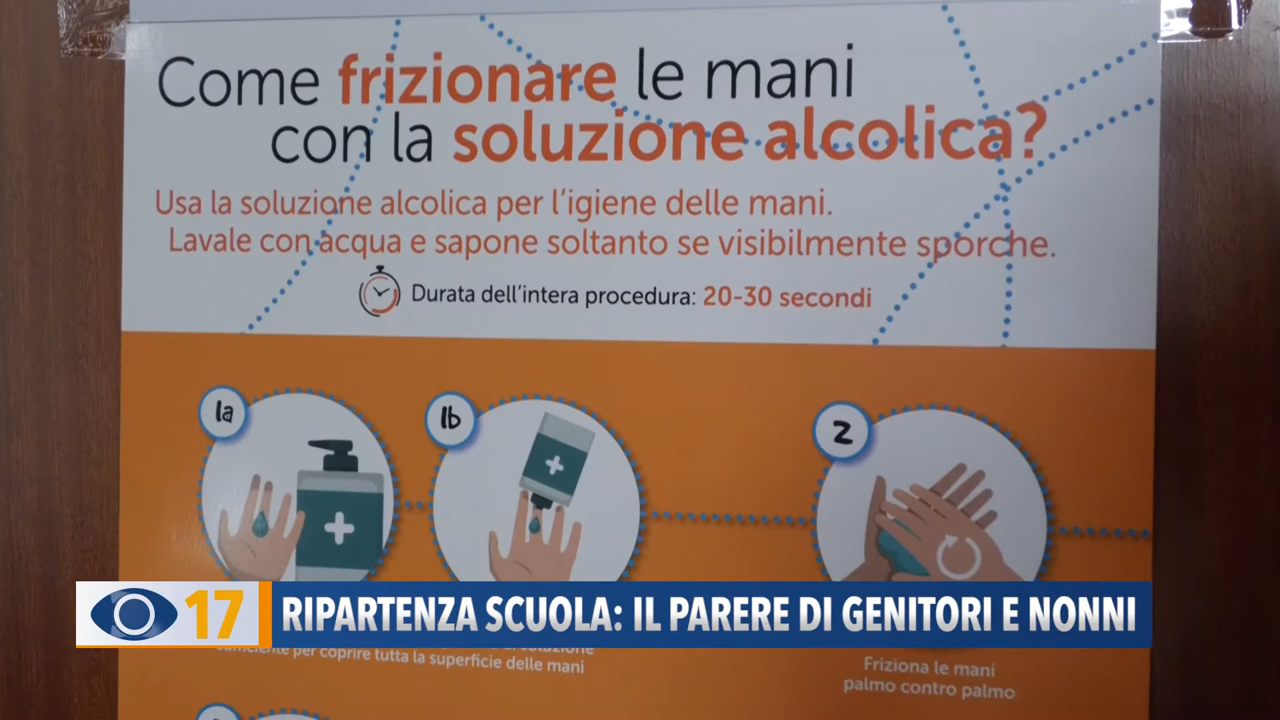 Come frizionare le mani
con la soluzione alcolica?
Usa la soluzione alcolica per l'igiene delle mani.
Lavale con acqua e sapone soltanto se visibilmente sporche.
Durata dell'intera procedura: 20-30 secondi
1a
1b
2
17 RIPARTENZA SCUOLA: IL PARERE DI GENITORI E NONNI
per coprire tutta la superficie delle mani
Friziona le mani
palmo contro palmo